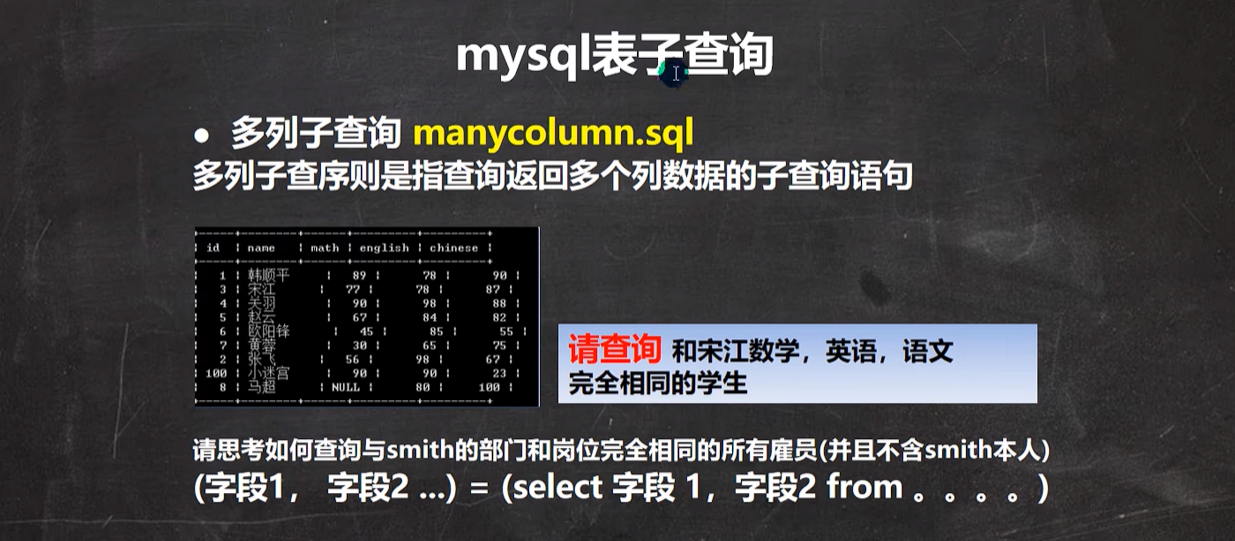 mysql表子查询
● 多列子查询 manycolumn.sql
多列子查序则是指查询返回多个列数据的子查询语句
| id | name | math | english | chinese |
| 1 | 韩顺平 | 89 | 78 | 90 |
| 3 | 宋江 | 77 | 78 | 87 |
| 4 | 关羽 | 90 | 98 | 88 |
| 5 | 赵云 | 67 | 84 | 82 |
| 6 | 欧阳锋 | 45 | 85 | 55 |
| 7 | 黄蓉 | 30 | 65 | 75 |
| 2 | 张飞 | 56 | 98 | 67 |
| 100 | 小迷宫 | 90 | 90 | 23 |
| 8 | 马超 | NULL | 80 | 100 |
请查询 和宋江数学，英语，语文
完全相同的学生
请思考如何查询与smith的部门和岗位完全相同的所有雇员(并且不含smith本人)
(字段1， 字段2 ...) = (select 字段 1，字段2 from 。。。。)